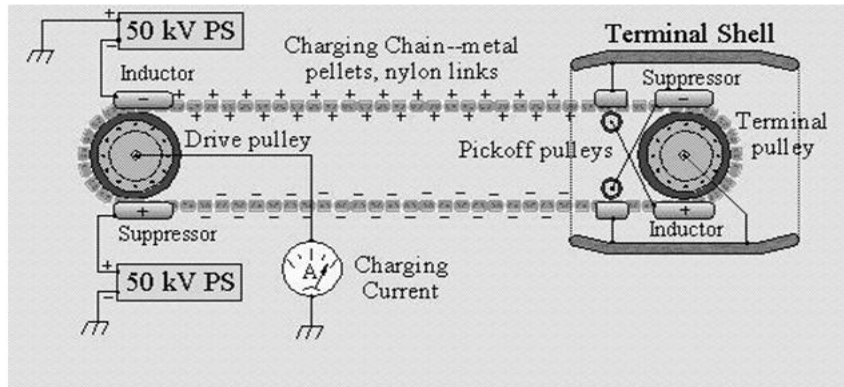 50 kV PS
Inductor
Charging Chain--metal
pellets, nylon links
Terminal Shell
Suppressor
Drive pulley
Pickoff pulleys
Terminal
pulley
Suppressor
Inductor
50 kV PS
A
Charging
Current